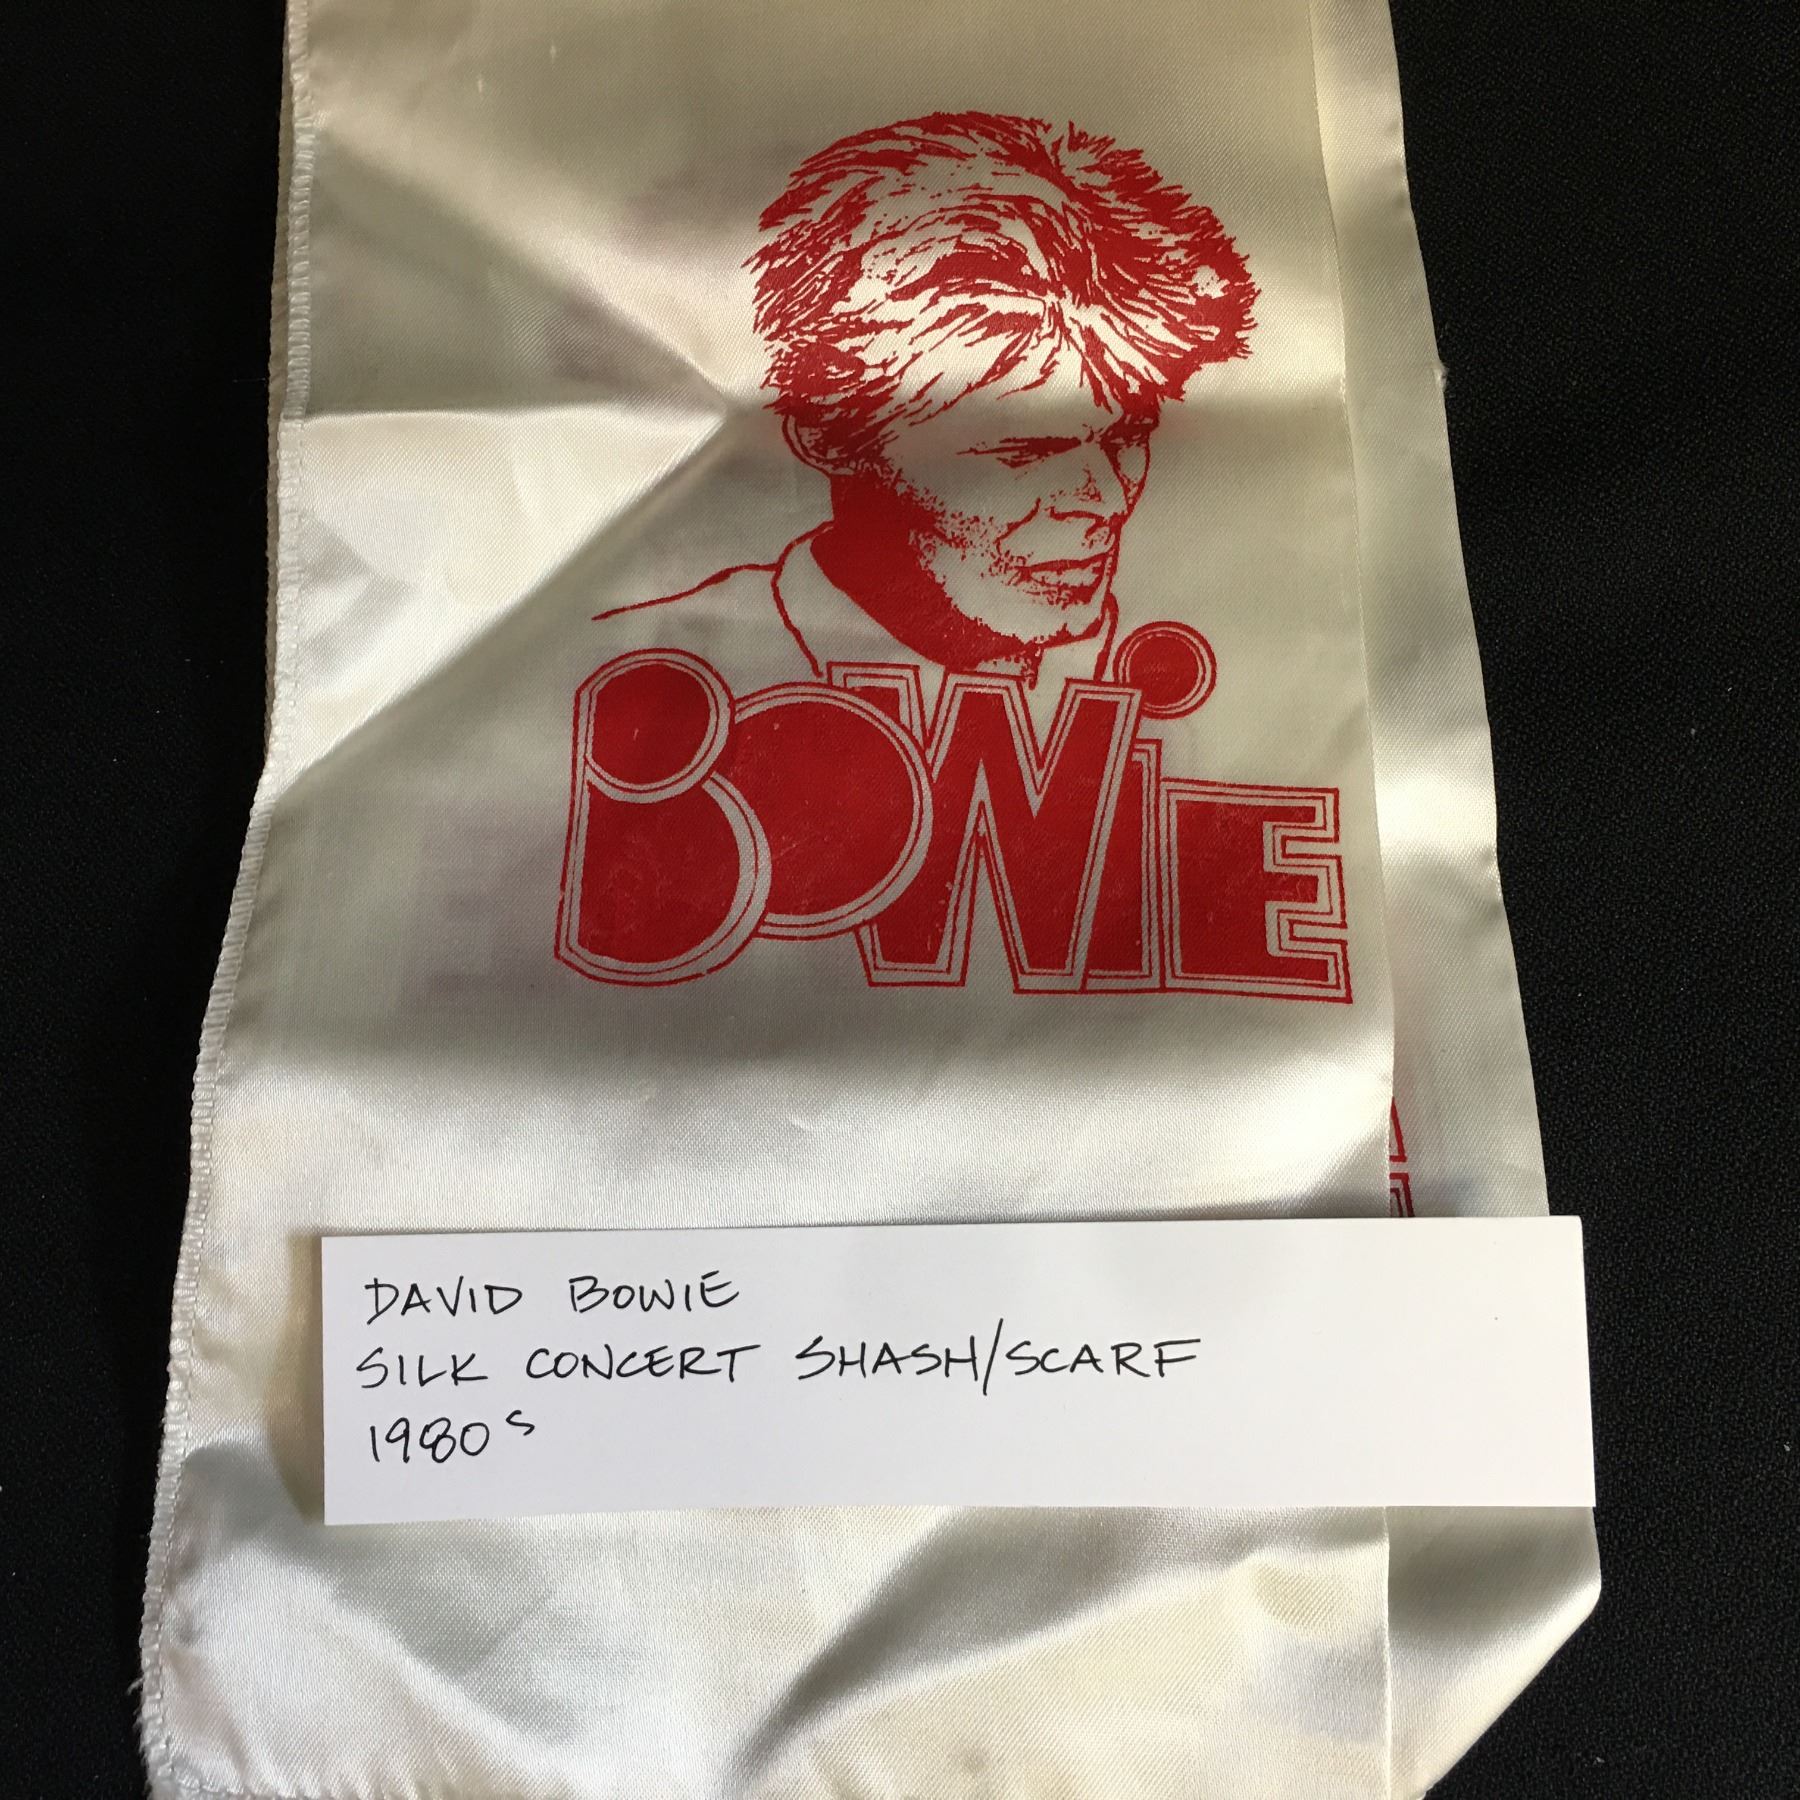 BOWiE
DAVID BOWIE
SILK CONCERT SHASH/SCARF
1980s